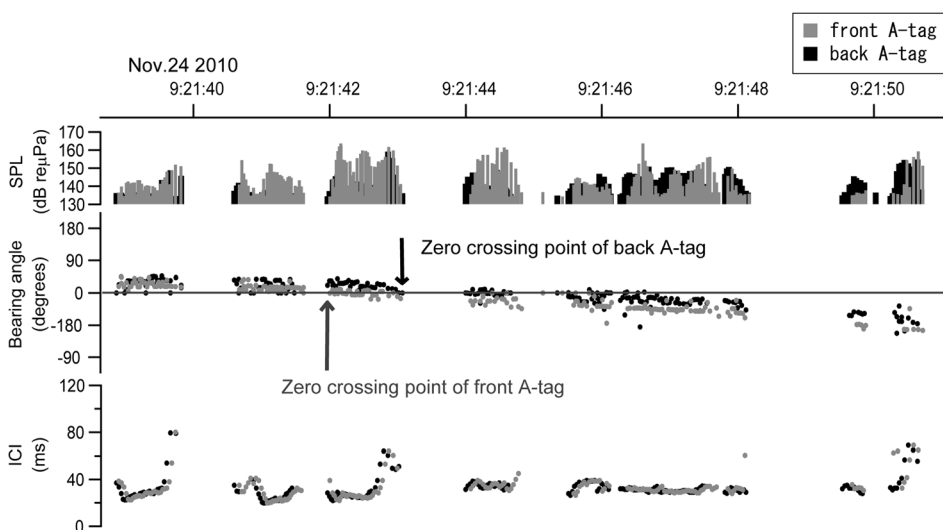 front A-tag
back A-tag
Nov.24 2010
9:21:40 9:21:42 9:21:44 9:21:46 9:21:48 9:21:50
SPL
(dB reμPa)
170
160
150
140
130
Bearing angle
(degrees)
180
90
0
-180
-90
Zero crossing point of back A-tag
Zero crossing point of front A-tag
ICI
(ms)
120
80
40
0